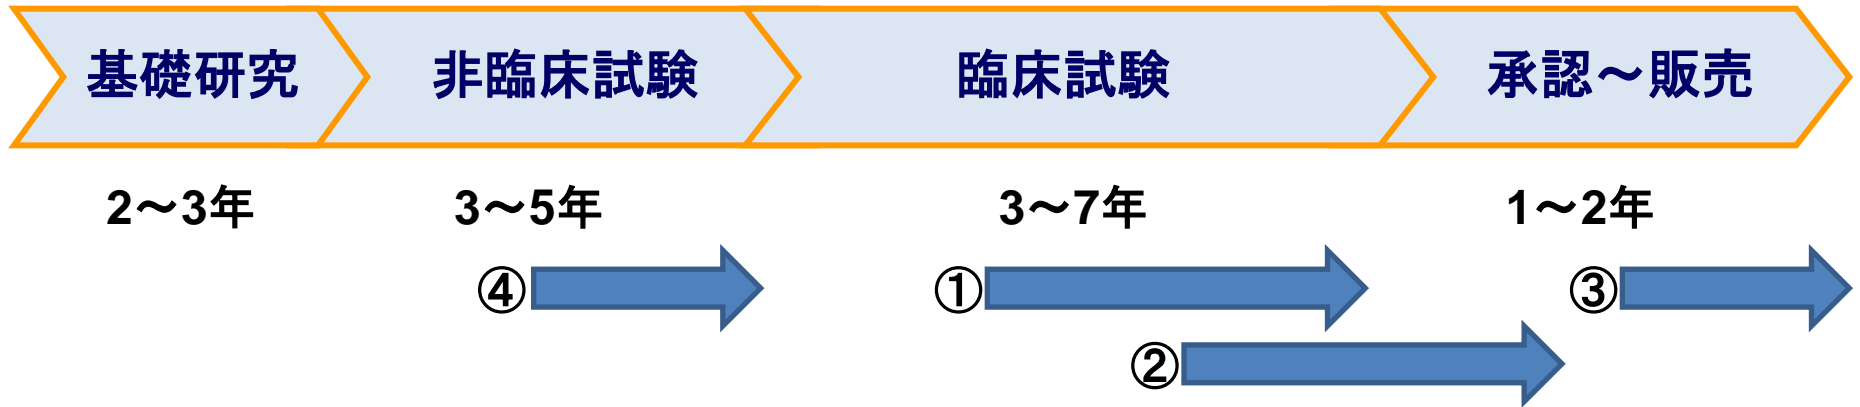 基礎研究 非臨床試験 臨床試験 承認～販売
2～3年 3～5年 3～7年 1～2年
④ ① ③
②